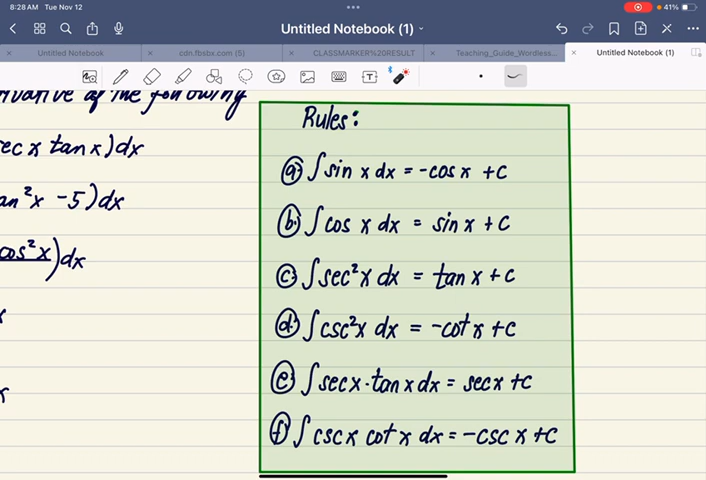 8:28 AM Tue Nov 12
41%
Untitled Notebook (1)
Untitled Notebook
cdn.fbsbx.com (5)
CLASSMARKER%20RESULT
Teaching_Guide_Wordless...
Untitled Notebook (1)
of the following
ec x tan x) dx
an²x - 5) dx
cos²x) dx
Rules:
a. ∫ sin x dx = -cos x + c
b. ∫ cos x dx = sin x + c
c. ∫ sec²x dx = tan x + c
d. ∫ csc²x dx = -cot x + c
e. ∫ sec x · tan x dx = sec x + c
f. ∫ csc x cot x dx = -csc x + c